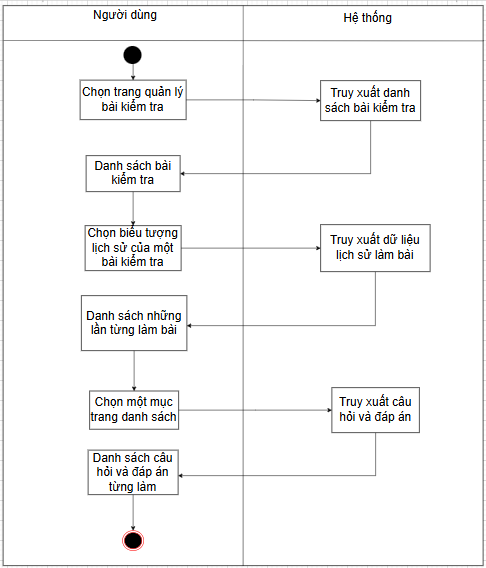 Người dùng
Hệ thống
Chọn trang quản lý
bài kiểm tra
Truy xuất danh
sách bài kiểm tra
Danh sách bài
kiểm tra
Chọn biểu tượng
lịch sử của một
bài kiểm tra
Truy xuất dữ liệu
lịch sử làm bài
Danh sách những
lần từng làm bài
Chọn một mục
trang danh sách
Truy xuất câu
hỏi và đáp án
Danh sách câu
hỏi và đáp án
từng làm